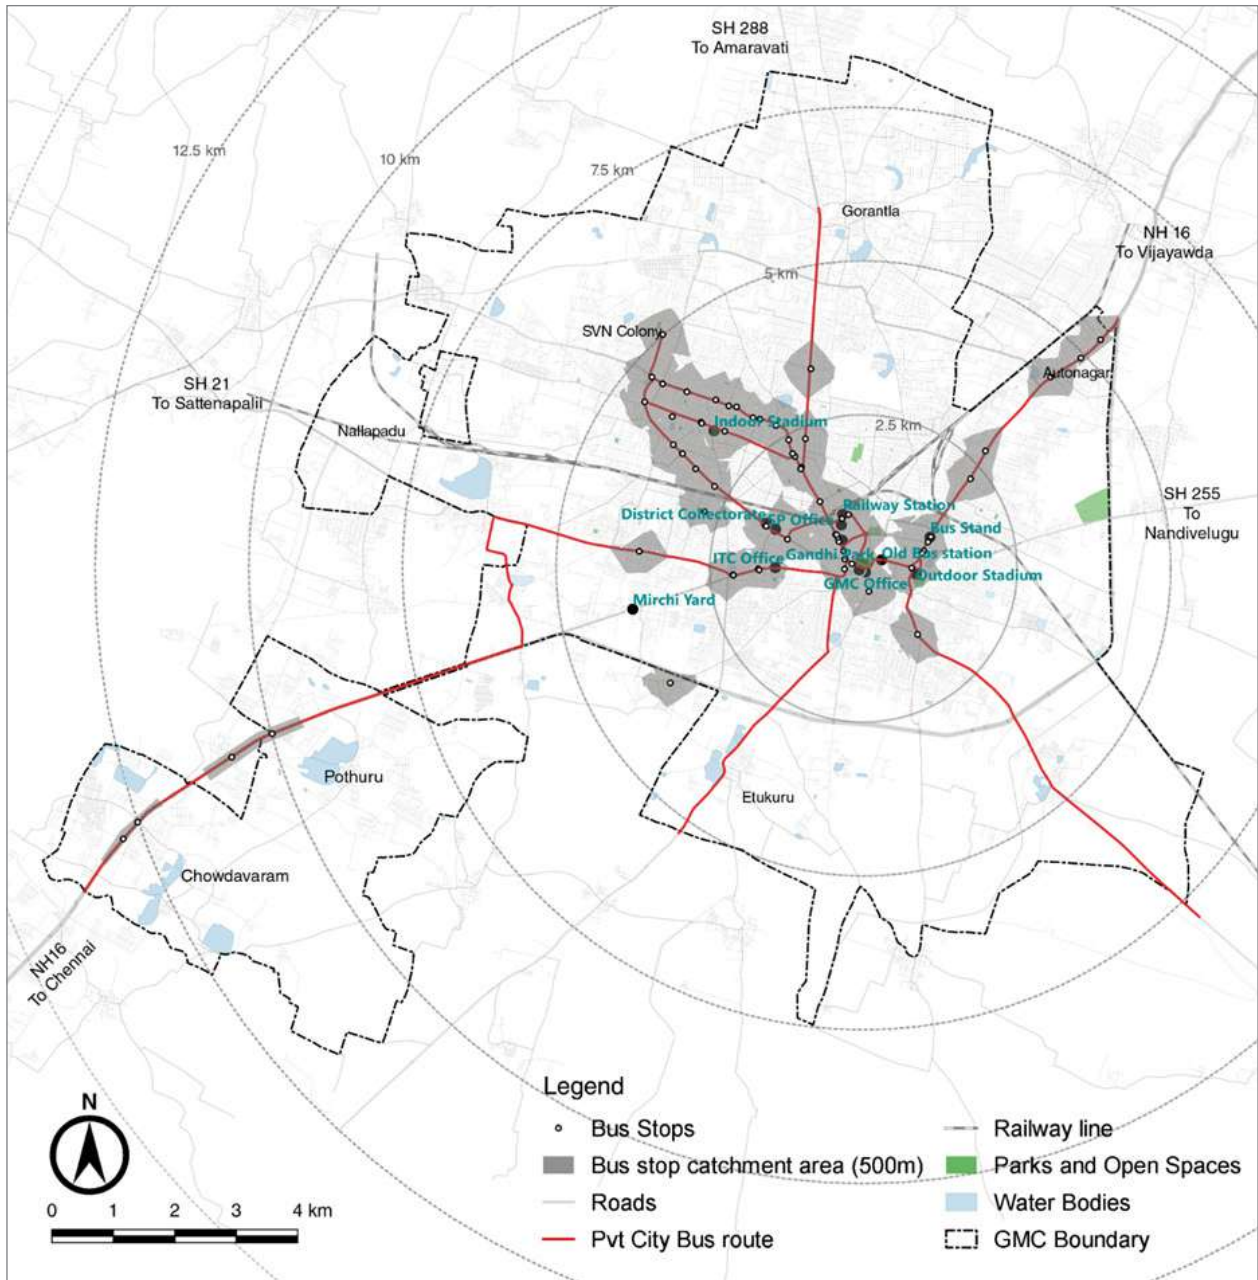 SH 288
To Amaravati
12.5 km
10 km
7.5 km
Gorantla
NH 16
To Vijayawda
5 km
SVN Colony
Autonagar
SH 21
To Sattenapalii
Indoor Stadium
2.5 km
Nallapadu
SH 255
To
Nandivelugu
District Collectorate
SP Office
Railway Station
Bus Stand
ITC Office
Gandhi Park
Old Bus station
GMC Office
Outdoor Stadium
Mirchi Yard
Pothuru
Etukuru
Chowdavaram
NH16
To Chennai
N
0 1 2 3 4 km
Legend
Bus Stops
Bus stop catchment area (500m)
Roads
Pvt City Bus route
Railway line
Parks and Open Spaces
Water Bodies
GMC Boundary